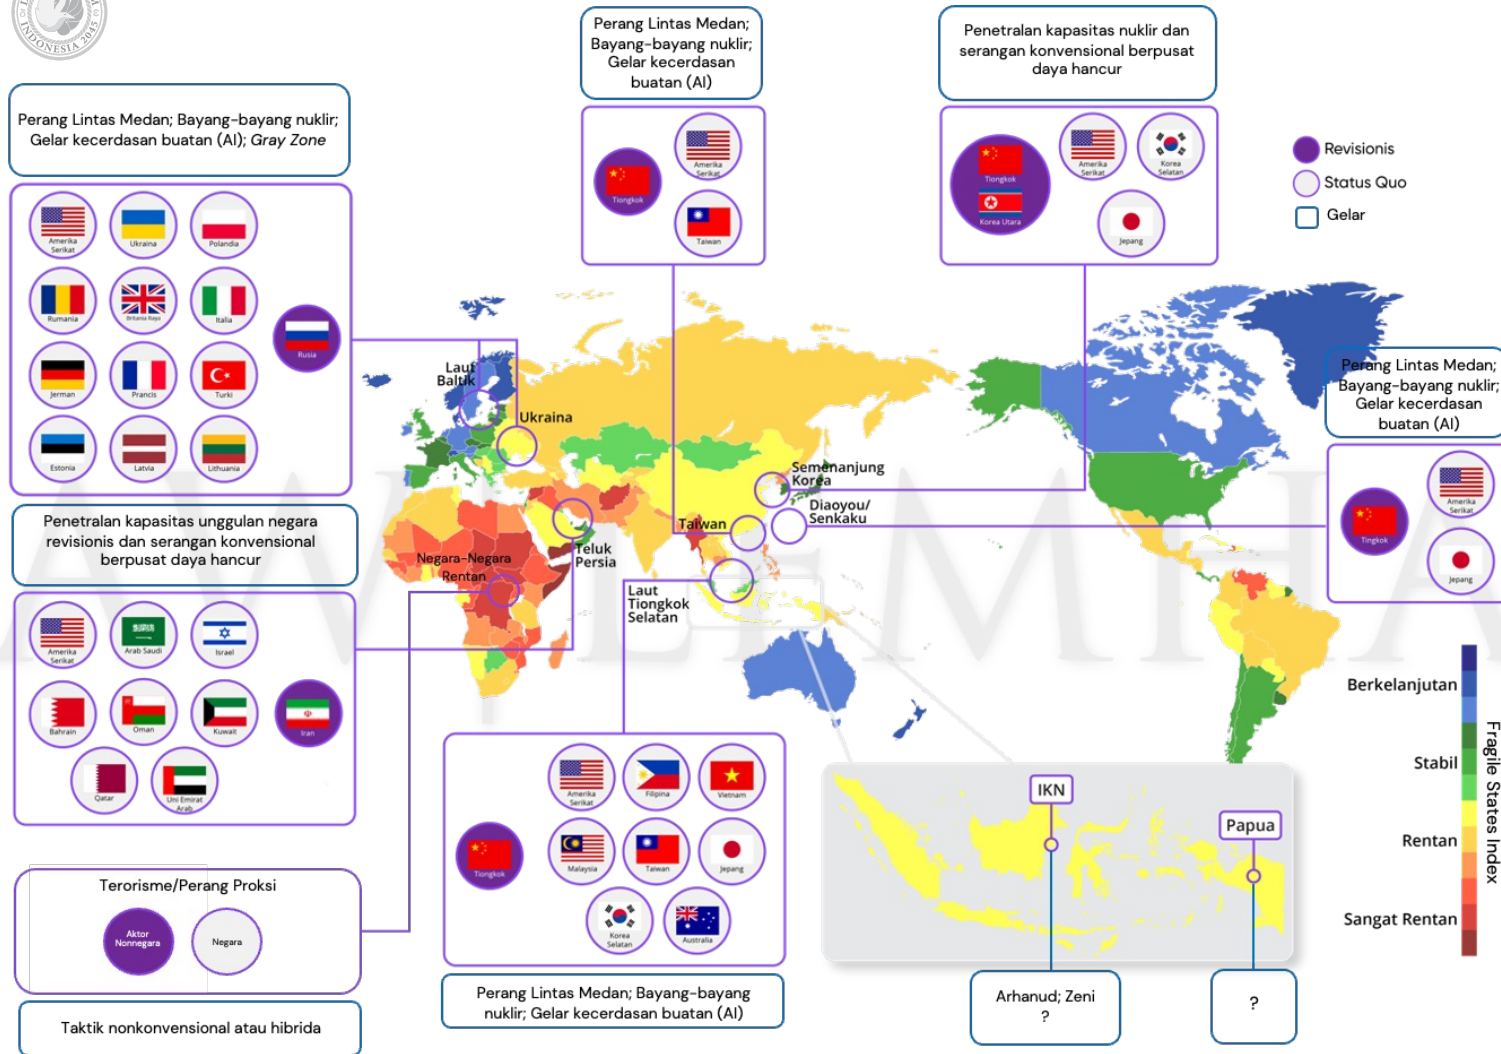 INDONESIA 2045
Perang Lintas Medan; Bayang-bayang nuklir;
Gelar kecerdasan buatan (AI); Gray Zone
Amerika
Serikat
Ukraina
Polandia
Rumania
Britania Raya
Italia
Jerman
Prancis
Turki
Estonia
Latvia
Lithuania
Rusia
Perang Lintas Medan;
Bayang-bayang nuklir;
Gelar kecerdasan
buatan (AI)
Tiongkok
Amerika
Serikat
Taiwan
Penetralan kapasitas nuklir dan
serangan konvensional berpusat
daya hancur
Tiongkok
Korea Utara
Amerika
Serikat
Korea
Selatan
Jepang
Revisionis
Status Quo
Gelar
Perang Lintas Medan;
Bayang-bayang nuklir;
Gelar kecerdasan
buatan (AI)
Tingkok
Amerika
Serikat
Jepang
Laut
Baltik
Ukraina
Semenanjung
Korea
Diaoyou/
Senkaku
Taiwan
Teluk
Persia
Negara-Negara
Rentan
Laut
Tiongkok
Selatan
Penetralan kapasitas unggulan negara
revisionis dan serangan konvensional
berpusat daya hancur
Amerika
Serikat
Arab Saudi
Israel
Bahrain
Oman
Kuwait
Qatar
Uni Emirat
Arab
Iran
Terorisme/Perang Proksi
Aktor
Nonnegara
Negara
Taktik nonkonvensional atau hibrida
Tiongkok
Amerika
Serikat
Filipina
Vietnam
Malaysia
Taiwan
Jepang
Korea
Selatan
Australia
Perang Lintas Medan; Bayang-bayang
nuklir; Gelar kecerdasan buatan (AI)
IKN
Papua
Arhanud; Zeni
?
?
Berkelanjutan
Stabil
Rentan
Sangat Rentan
Fragile States Index